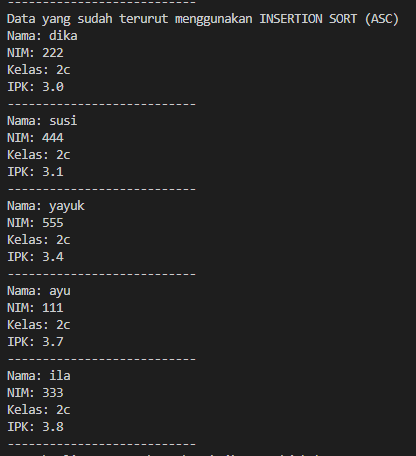 ---------------------------
Data yang sudah terurut menggunakan INSERTION SORT (ASC)
Nama: dika
NIM: 222
Kelas: 2c
IPK: 3.0
---------------------------
Nama: susi
NIM: 444
Kelas: 2c
IPK: 3.1
---------------------------
Nama: yayuk
NIM: 555
Kelas: 2c
IPK: 3.4
---------------------------
Nama: ayu
NIM: 111
Kelas: 2c
IPK: 3.7
---------------------------
Nama: ila
NIM: 333
Kelas: 2c
IPK: 3.8
---------------------------